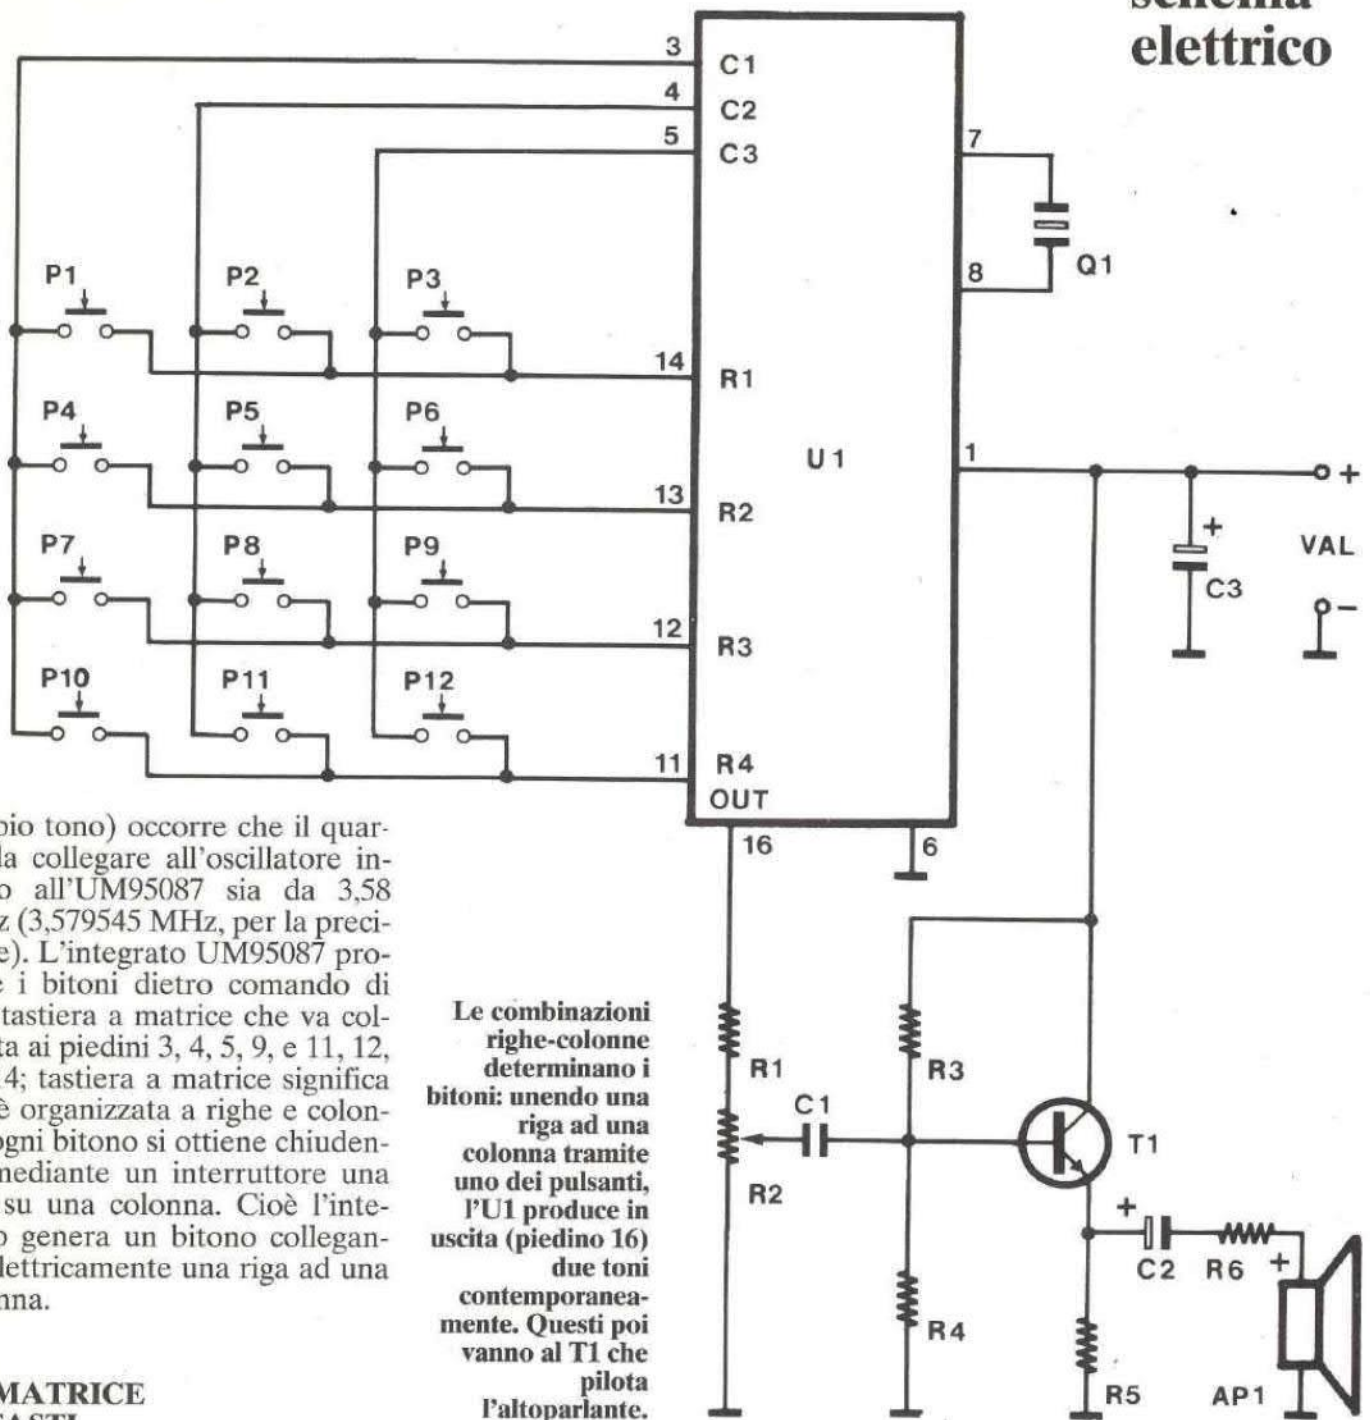 elettrico
3
C1
4
C2
5
C3
7
8
Q1
P1
P2
P3
14
R1
P4
P5
P6
U1
1
+
13
R2
+
VAL
P7
P8
P9
C3
-
12
R3
P10
P11
P12
11
R4
OUT
16
6
bio tono) occorre che il quar-
la collegare all'oscillatore in-
o all'UM95087 sia da 3,58
z (3,579545 MHz, per la preci-
e). L'integrato UM95087 pro-
e i bitoni dietro comando di
tastiera a matrice che va col-
ta ai piedini 3, 4, 5, 9, e 11, 12,
4; tastiera a matrice significa
è organizzata a righe e colon-
ogni bitono si ottiene chiuden-
mediante un interruttore una
su una colonna. Cioè l'inte-
o genera un bitono collegan-
lettricamente una riga ad una
nna.
MATRICE
Le combinazioni
righe-colonne
determinano i
bitoni: unendo una
riga ad una
colonna tramite
uno dei pulsanti,
l'U1 produce in
uscita (piedino 16)
due toni
contemporanea-
mente. Questi poi
vanno al T1 che
pilota
l'altoparlante.
R1
R3
C1
T1
R2
+
C2
R6
+
R4
R5
AP1